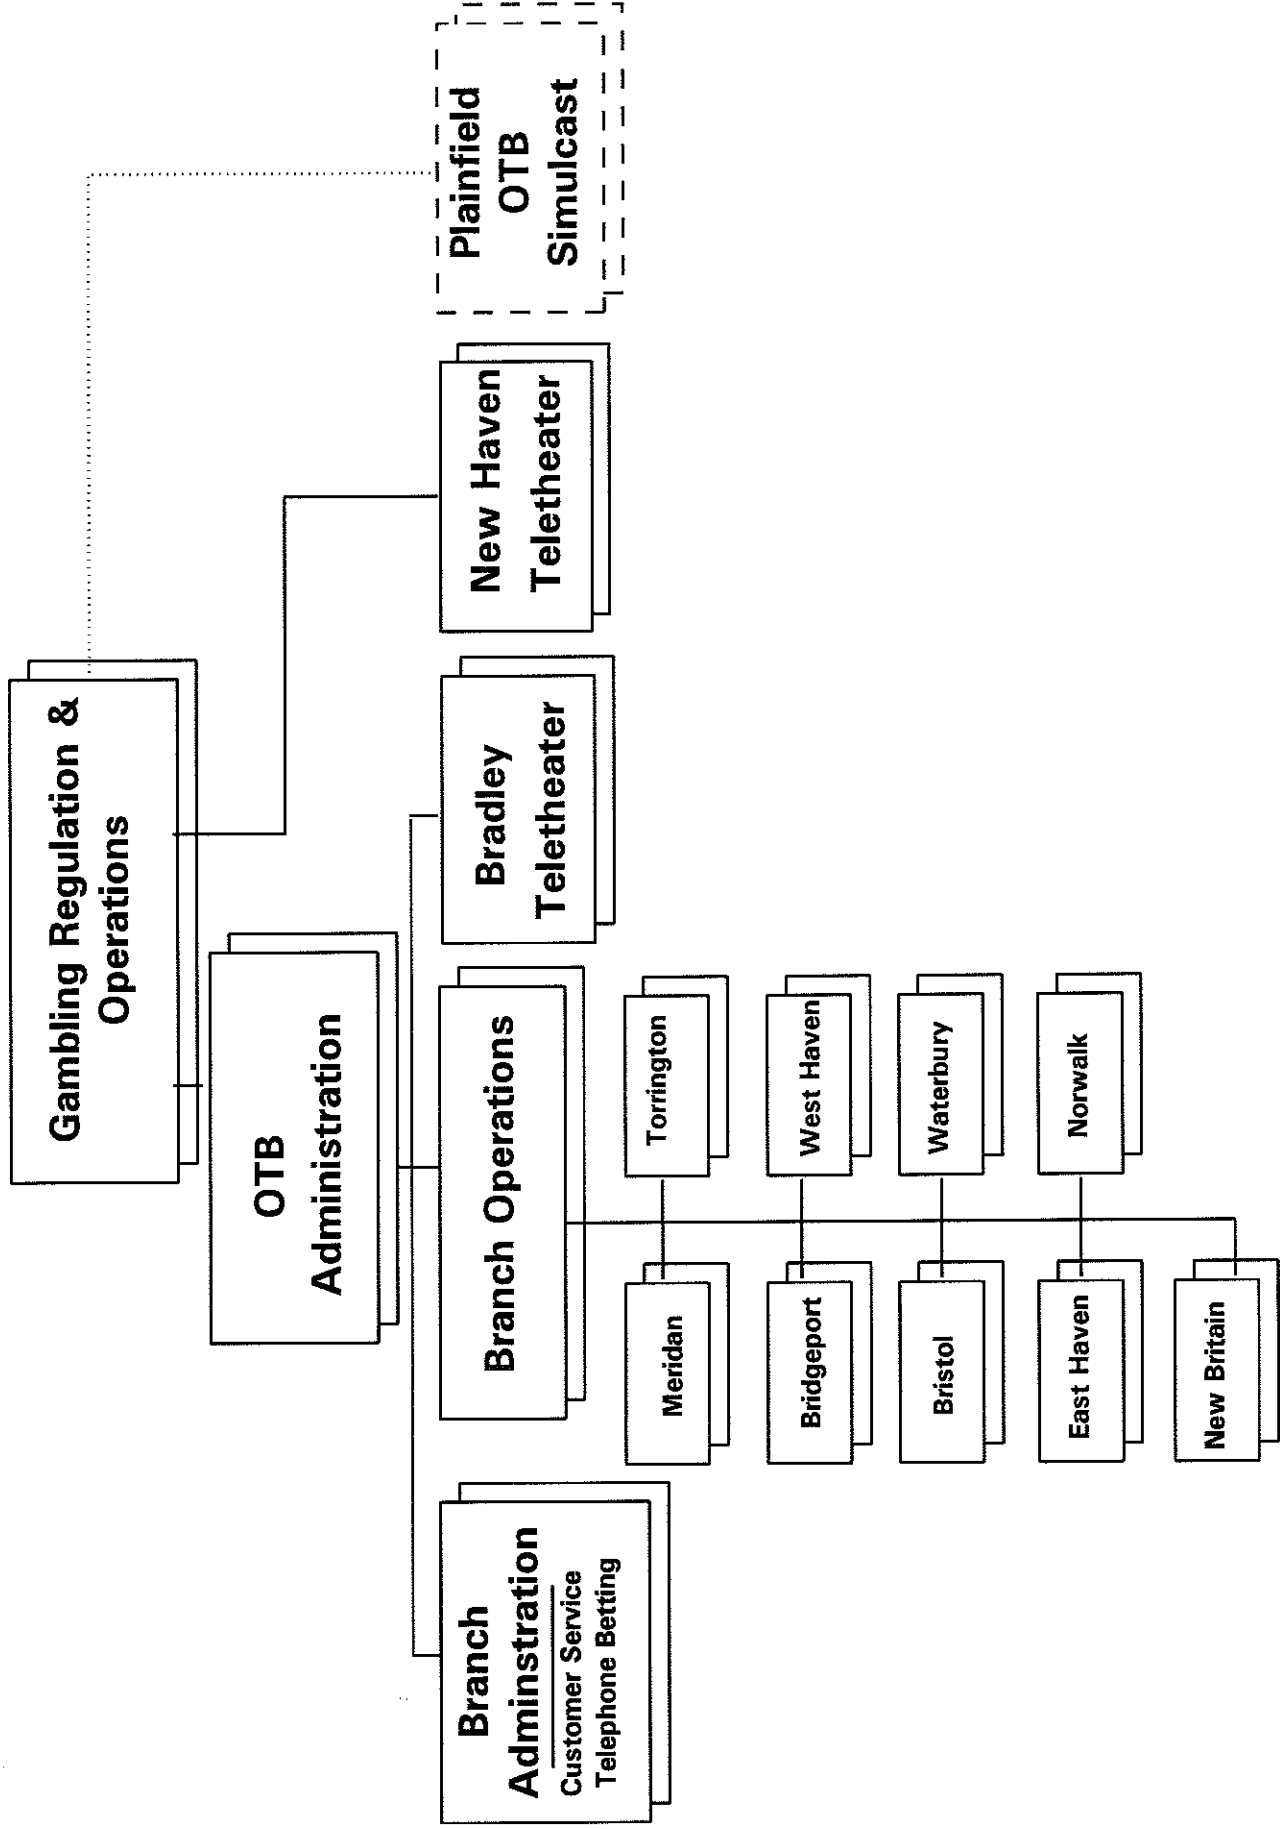 Gambling Regulation &
Operations
OTB
Administration
Branch
Adminstration
Customer Service
Telephone Betting
Branch Operations
Bradley
Teletheater
New Haven
Teletheater
Plainfield
OTB
Simulcast
Meridan
Torrington
Bridgeport
West Haven
Bristol
Waterbury
East Haven
Norwalk
New Britain